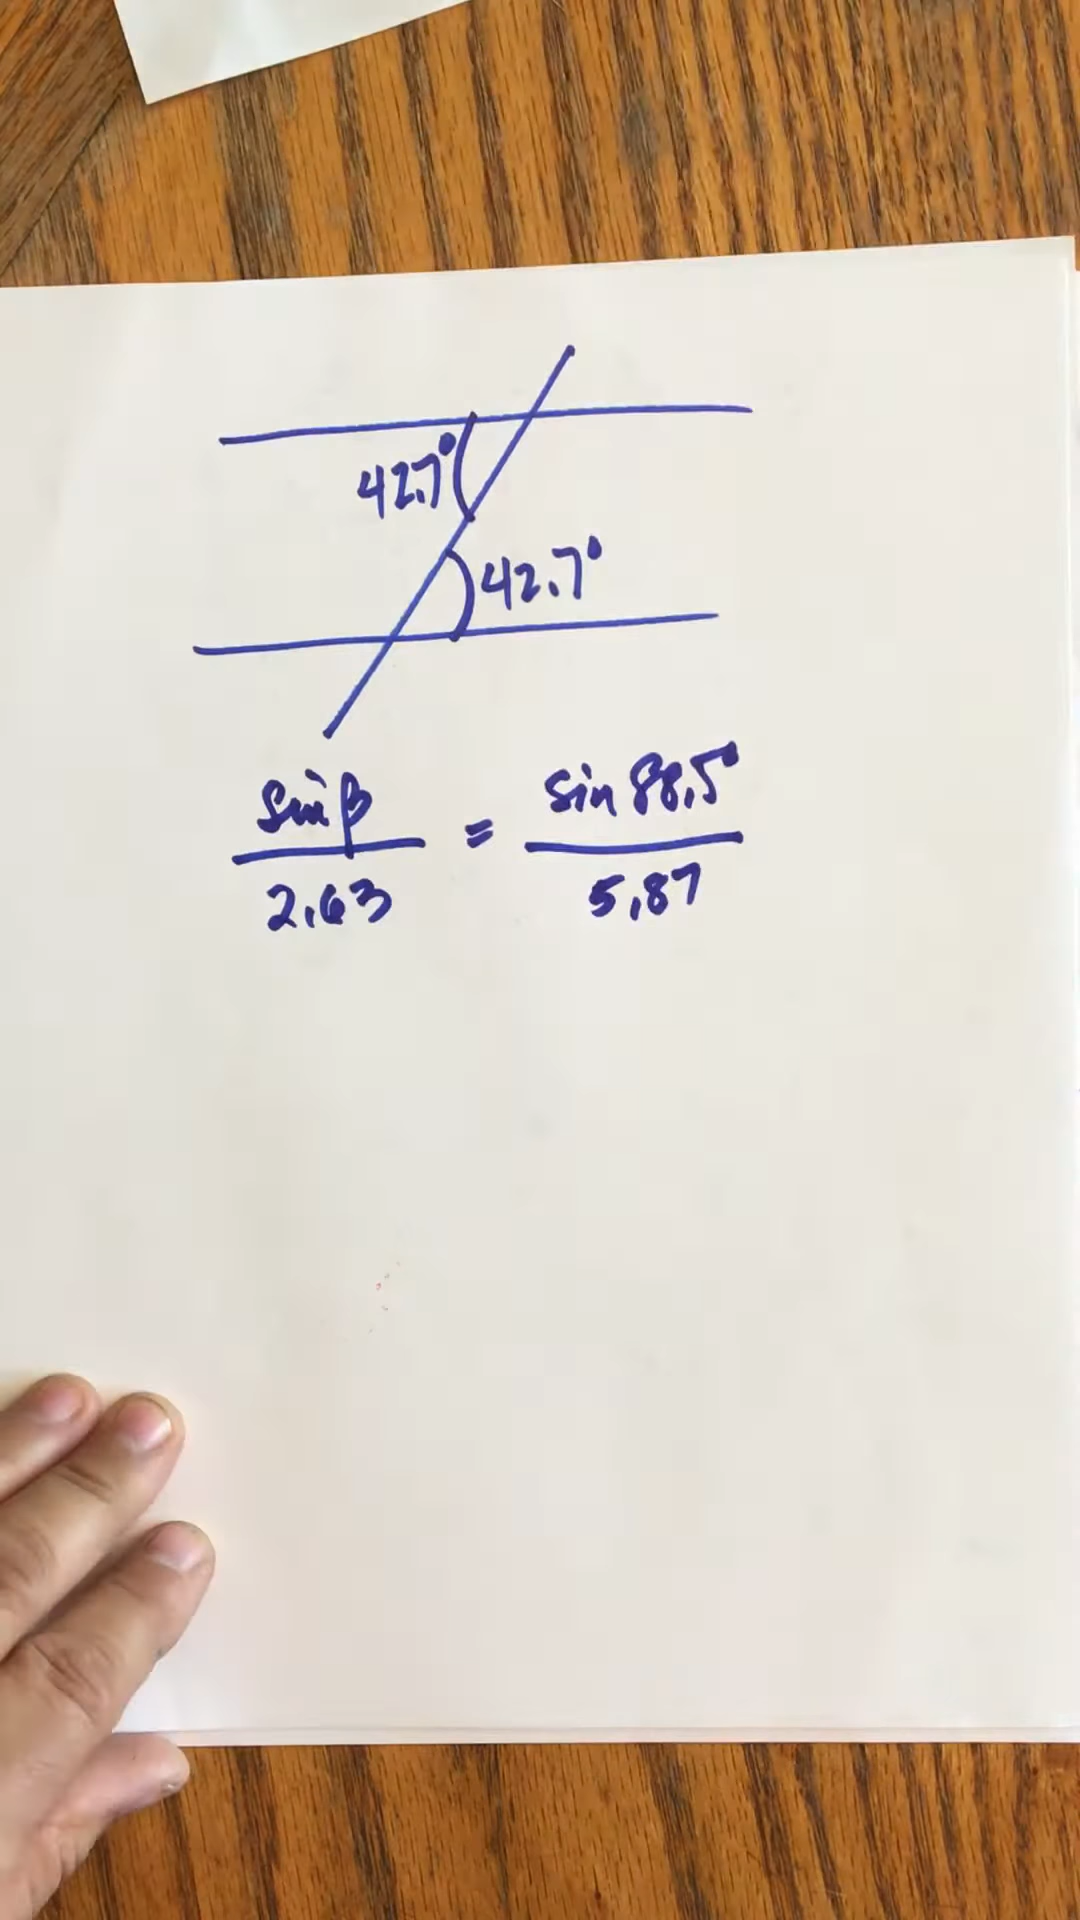 42.7°
42.7°
sin β / 2.63 = sin 88.5° / 5.87